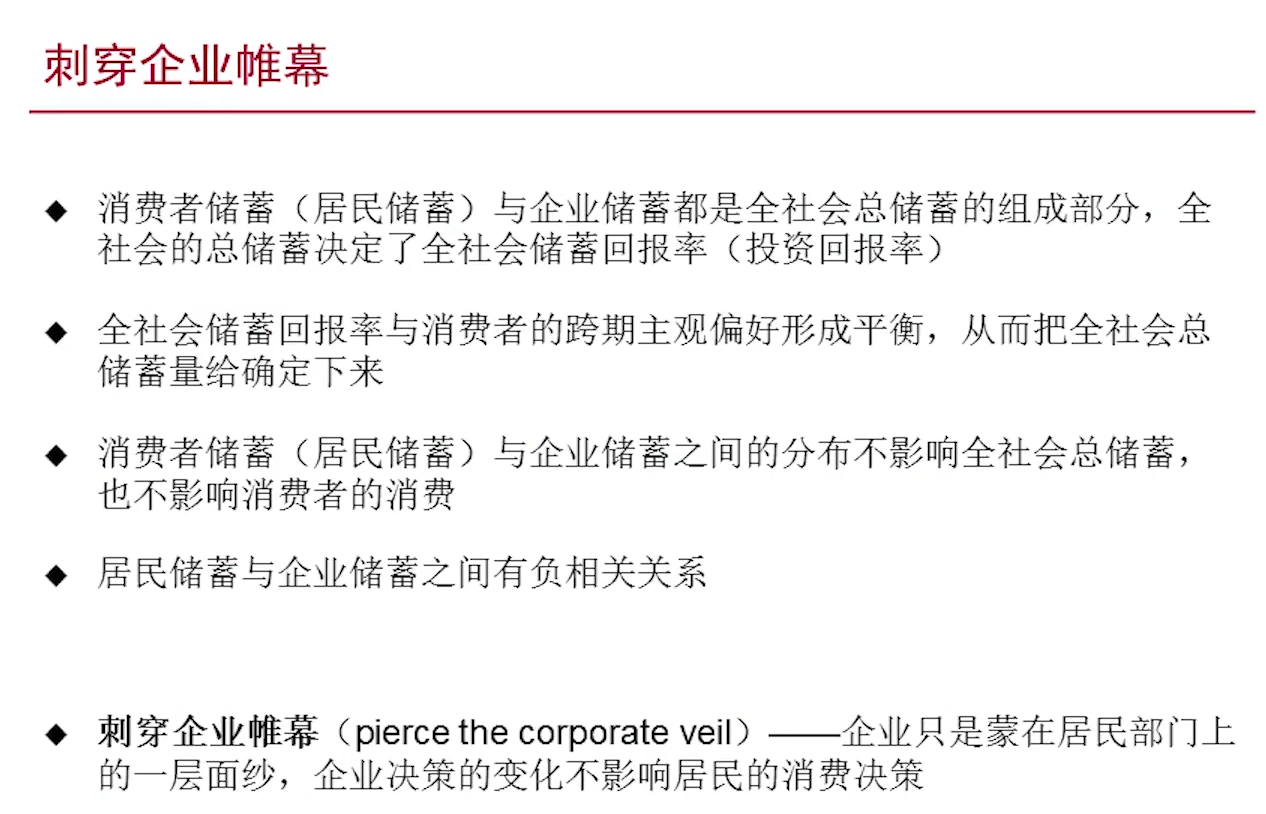 刺穿企业帷幕
◆ 消费者储蓄（居民储蓄）与企业储蓄都是全社会总储蓄的组成部分，全
社会的总储蓄决定了全社会储蓄回报率（投资回报率）
◆ 全社会储蓄回报率与消费者的跨期主观偏好形成平衡，从而把全社会总
储蓄量给确定下来
◆ 消费者储蓄（居民储蓄）与企业储蓄之间的分布不影响全社会总储蓄，
也不影响消费者的消费
◆ 居民储蓄与企业储蓄之间有负相关关系
◆ 刺穿企业帷幕（pierce the corporate veil）——企业只是蒙在居民部门上
的一层面纱，企业决策的变化不影响居民的消费决策